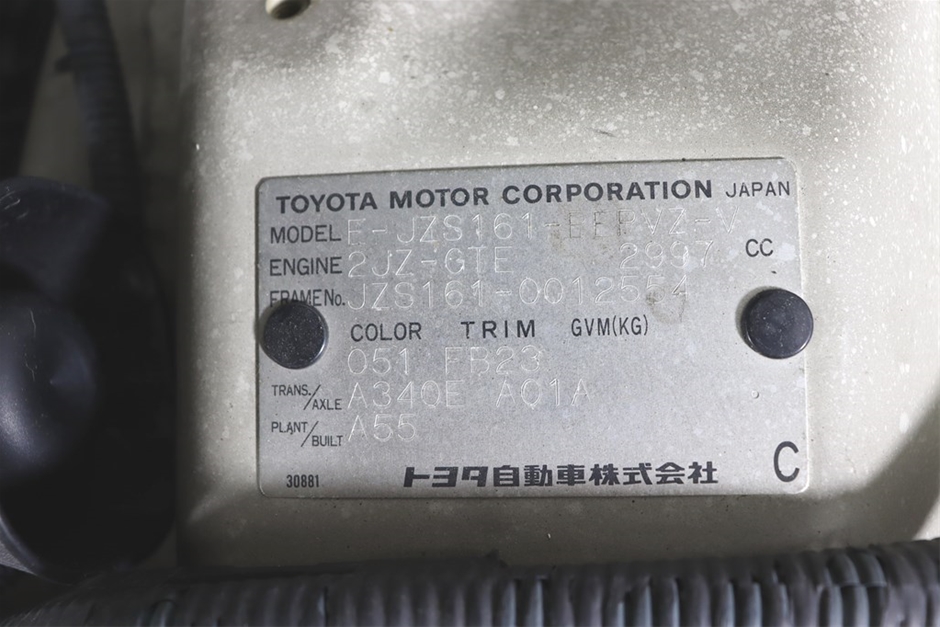 TOYOTA MOTOR CORPORATION JAPAN
MODEL E-JZS161-BEPVZ-V
ENGINE 2JZ-GTE 2997 CC
FRAME No. JZS161-0012554
COLOR TRIM GVM(KG)
051 FB23
TRANS./AXLE A340E A01A
PLANT/BUILT A55
30881 トヨタ自動車株式会社 C